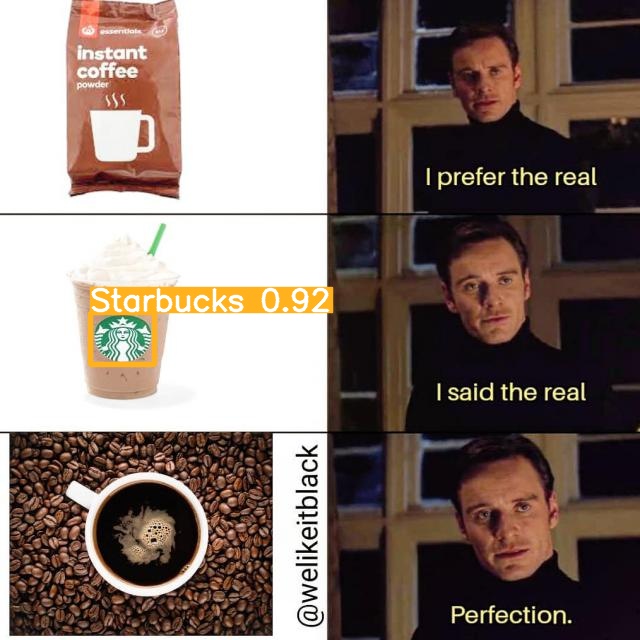 essentials
instant
coffee
powder
I prefer the real
Starbucks 0.92
I said the real
@welikeitblack
Perfection.